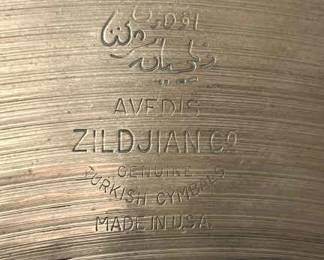 AVEDIS
ZILDJIAN Co
GENUINE
TURKISH CYMBALS
MADE IN U.S.A.